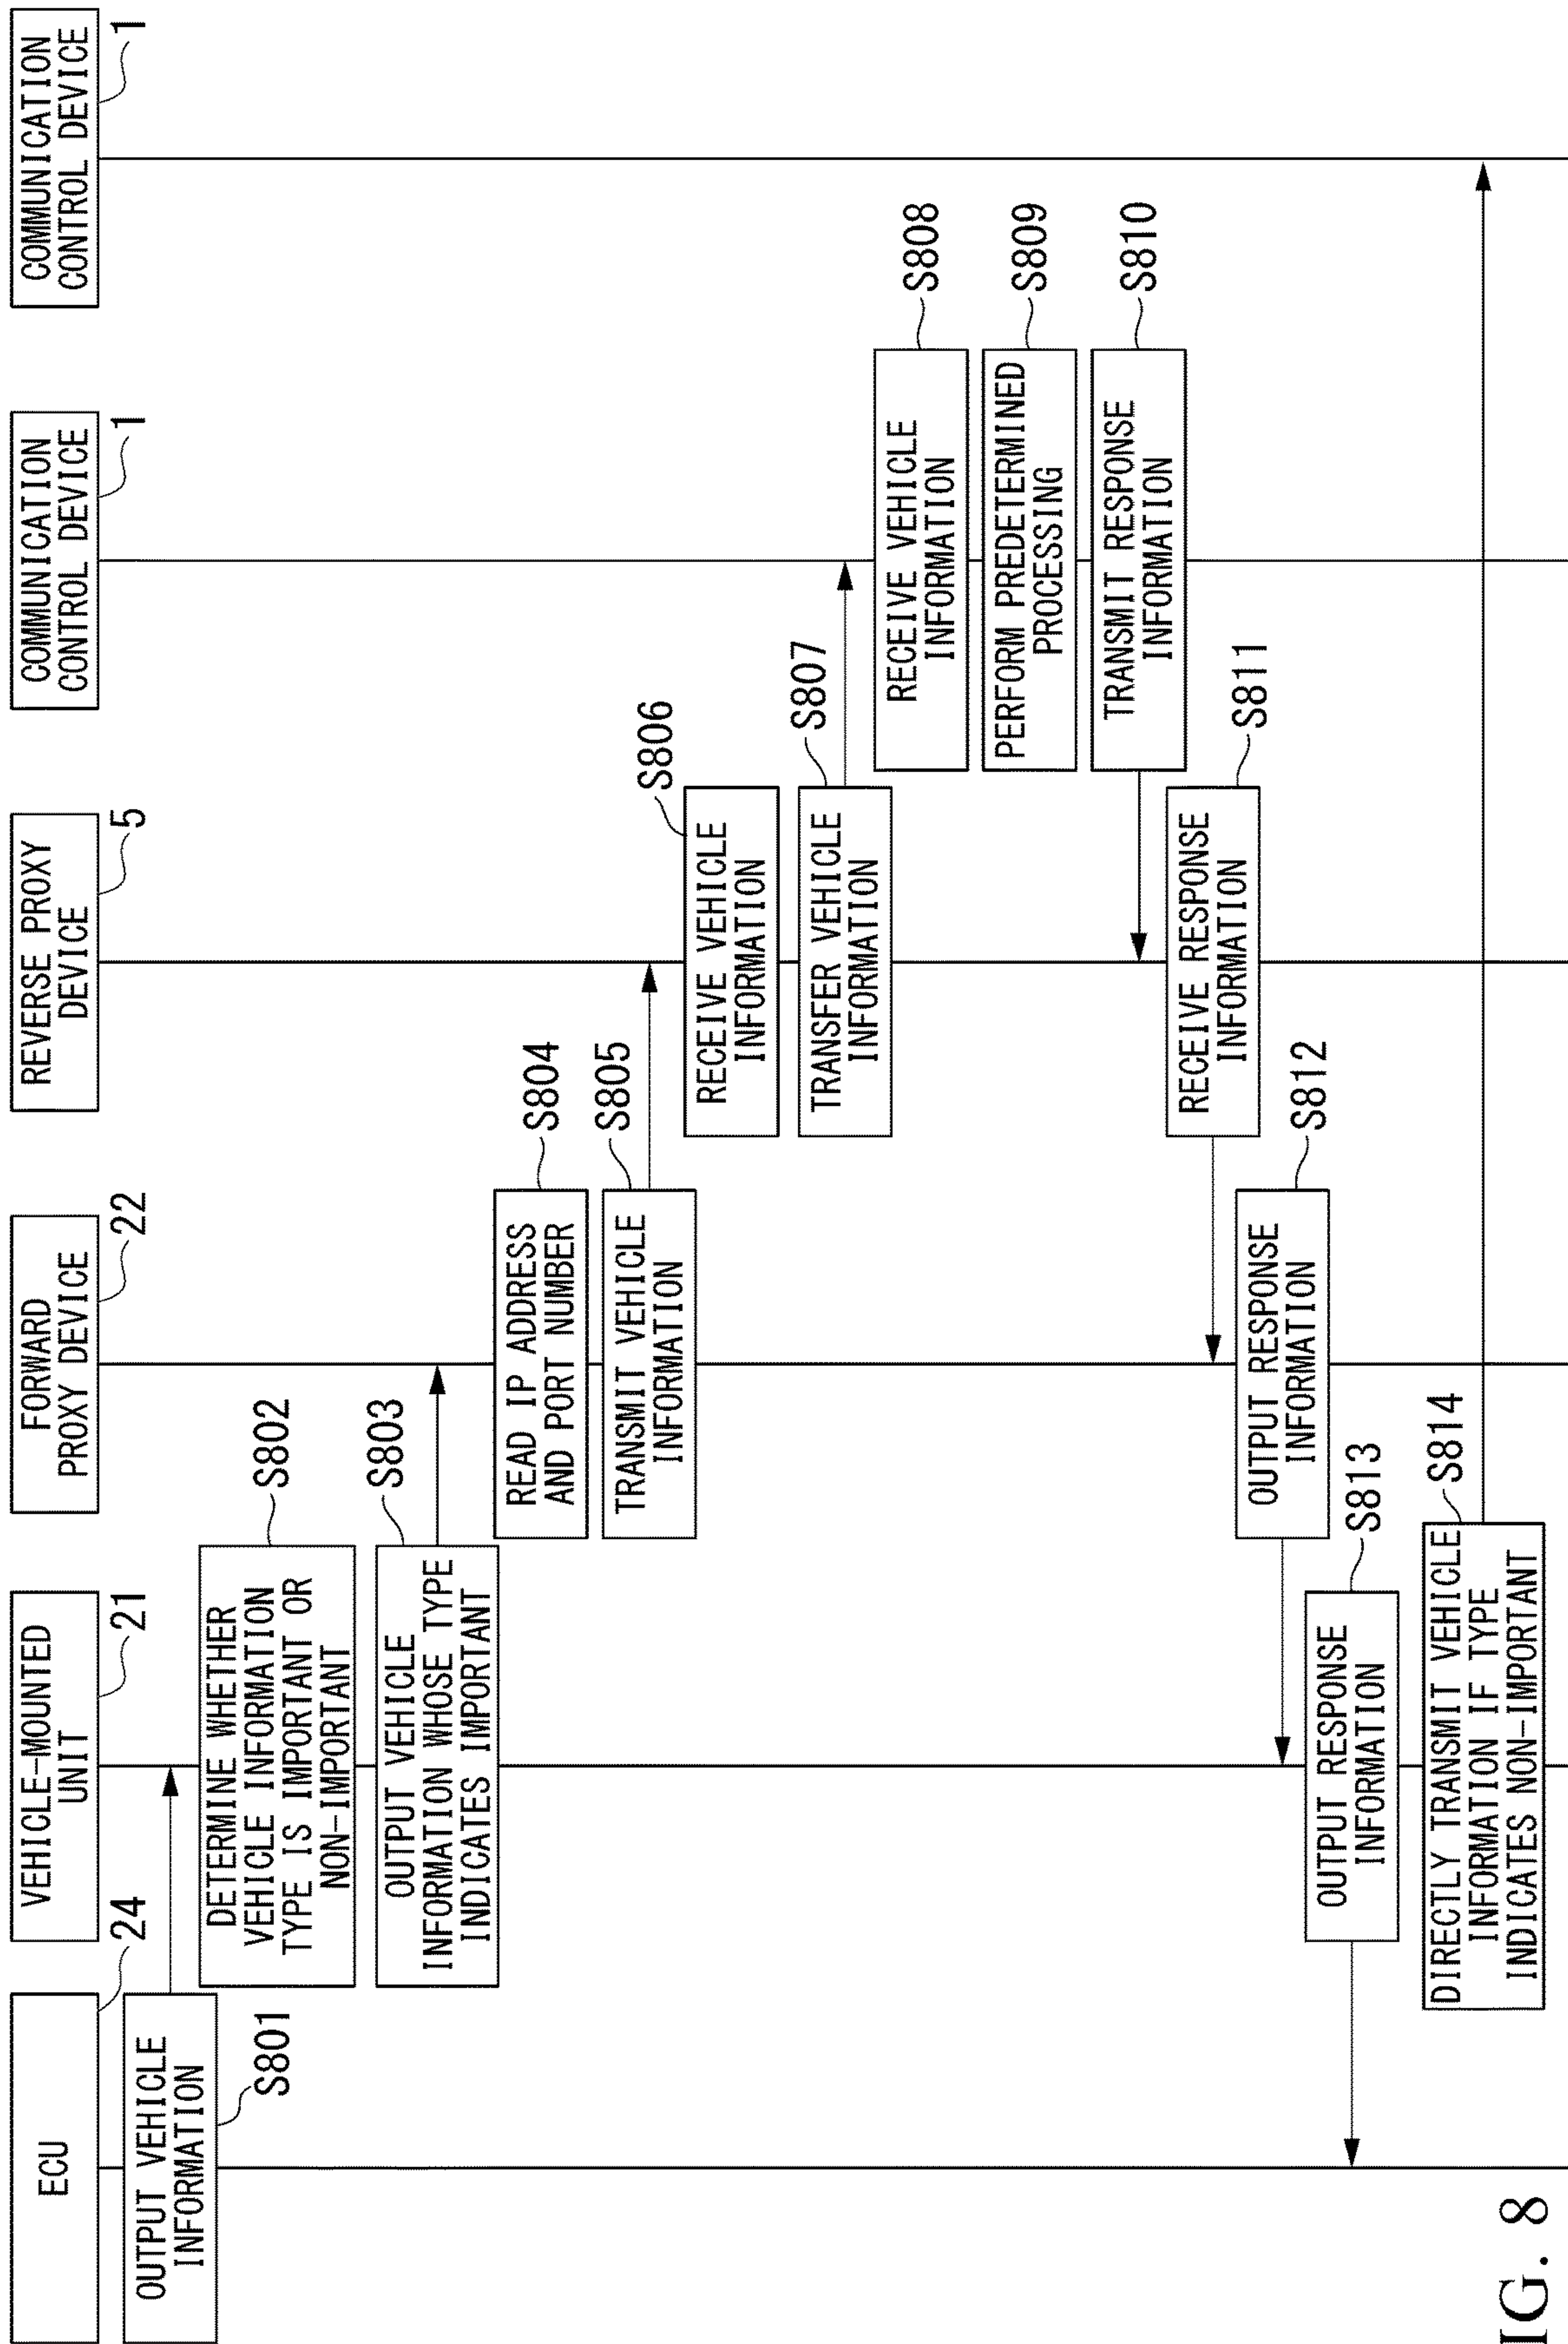 ECU
24
VEHICLE-MOUNTED
UNIT
21
FORWARD
PROXY DEVICE
22
REVERSE PROXY
DEVICE
5
COMMUNICATION
CONTROL DEVICE
1
COMMUNICATION
CONTROL DEVICE
1
OUTPUT VEHICLE
INFORMATION
S801
DETERMINE WHETHER
VEHICLE INFORMATION
TYPE IS IMPORTANT OR
NON-IMPORTANT
S802
OUTPUT VEHICLE
INFORMATION WHOSE TYPE
INDICATES IMPORTANT
S803
READ IP ADDRESS
AND PORT NUMBER
S804
TRANSMIT VEHICLE
INFORMATION
S805
RECEIVE VEHICLE
INFORMATION
S806
TRANSFER VEHICLE
INFORMATION
S807
RECEIVE VEHICLE
INFORMATION
S808
PERFORM PREDETERMINED
PROCESSING
S809
TRANSMIT RESPONSE
INFORMATION
S810
RECEIVE RESPONSE
INFORMATION
S811
OUTPUT RESPONSE
INFORMATION
S812
OUTPUT RESPONSE
INFORMATION
S813
DIRECTLY TRANSMIT VEHICLE
INFORMATION IF TYPE
INDICATES NON-IMPORTANT
S814
IG. 8